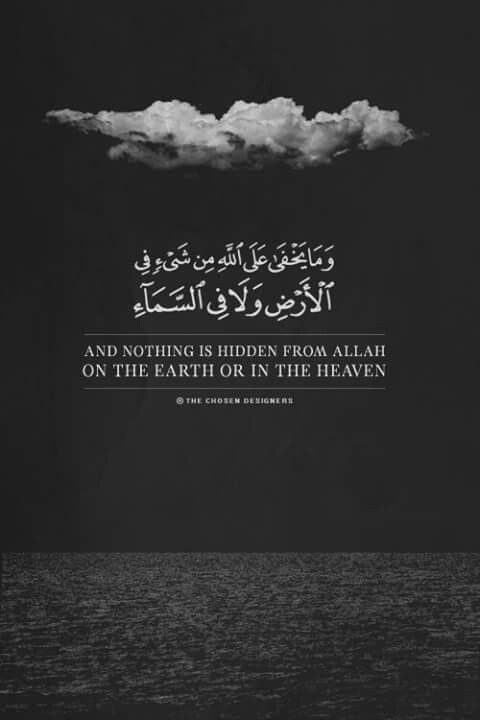 وَمَا يَخْفَىٰ عَلَى ٱللَّهِ مِن شَىْءٍ فِى
ٱلْأَرْضِ وَلَا فِى ٱلسَّمَآءِ
AND NOTHING IS HIDDEN FROM ALLAH
ON THE EARTH OR IN THE HEAVEN
© THE CHOSEN DESIGNERS